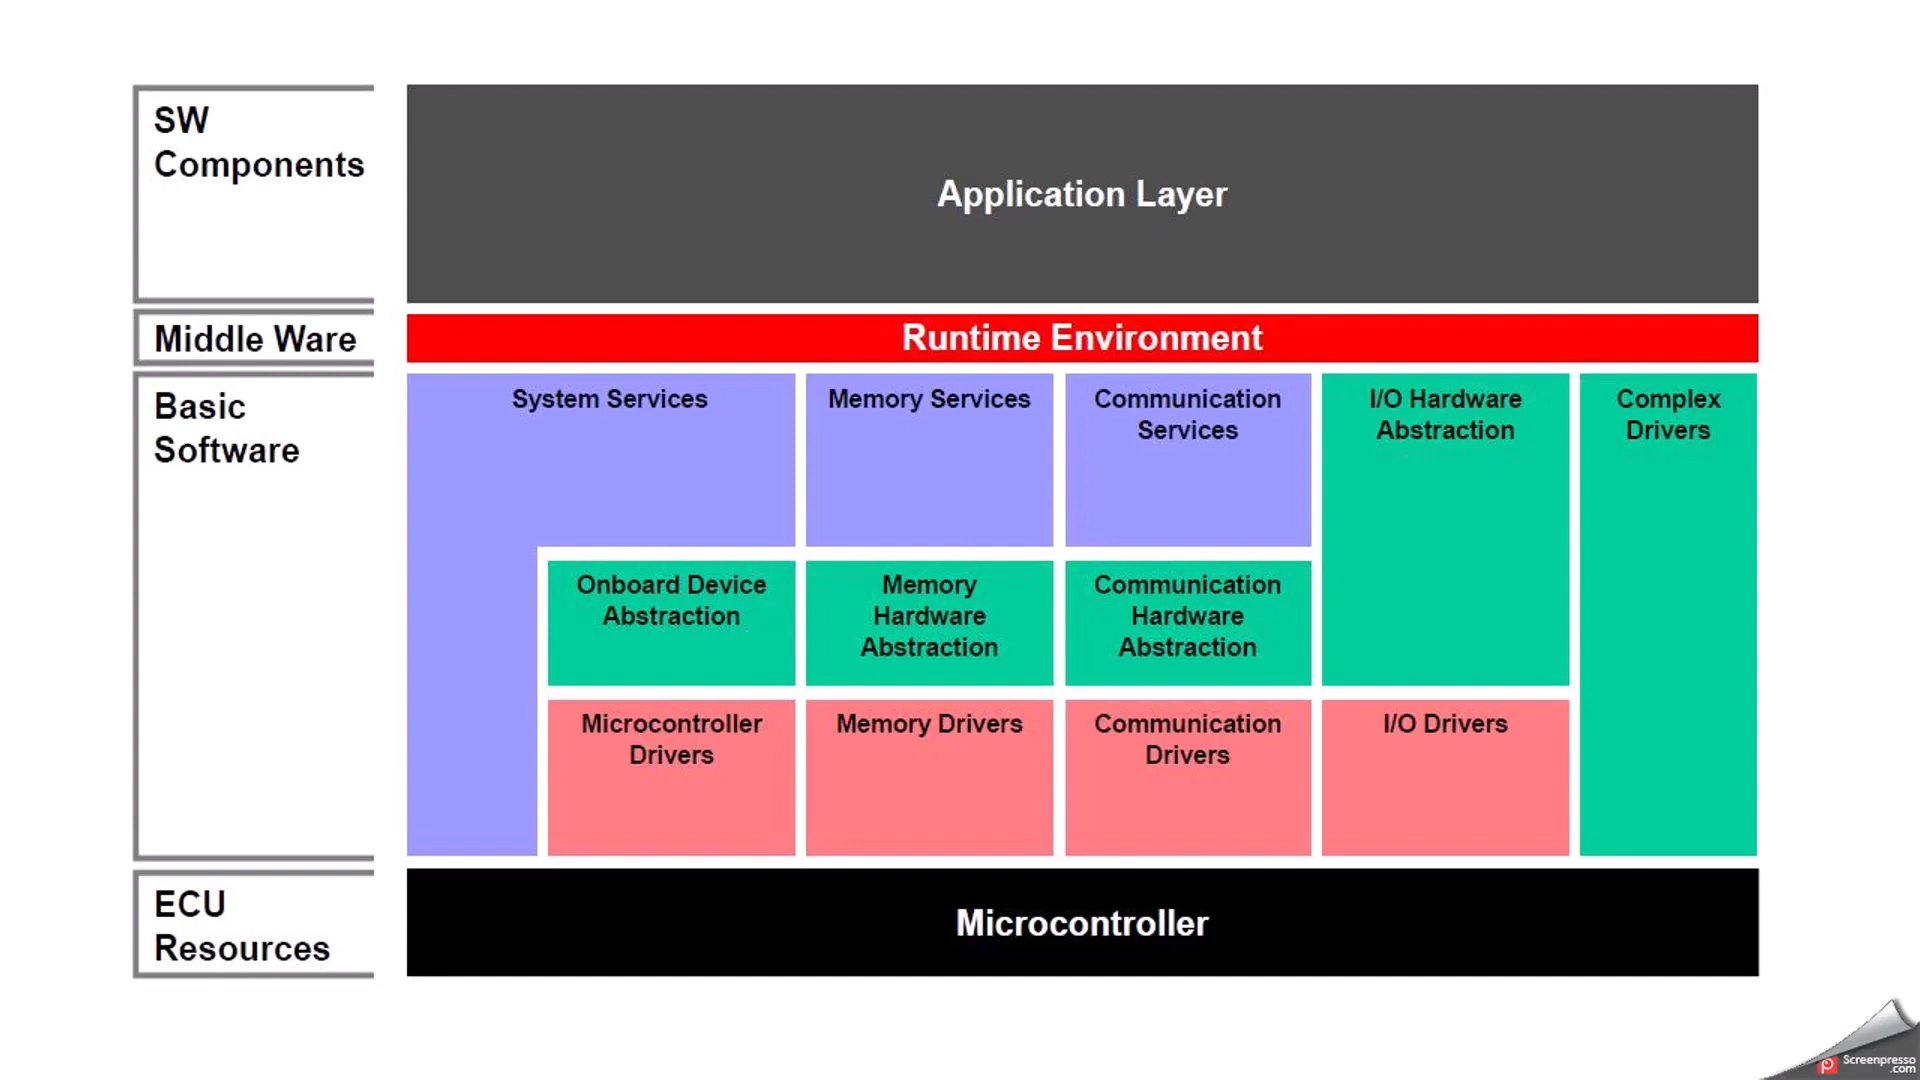 SW
Components
Application Layer
Middle Ware
Runtime Environment
Basic
Software
System Services
Memory Services
Communication
Services
I/O Hardware
Abstraction
Complex
Drivers
Onboard Device
Abstraction
Memory
Hardware
Abstraction
Communication
Hardware
Abstraction
Microcontroller
Drivers
Memory Drivers
Communication
Drivers
I/O Drivers
ECU
Resources
Microcontroller
Screenpresso
.com